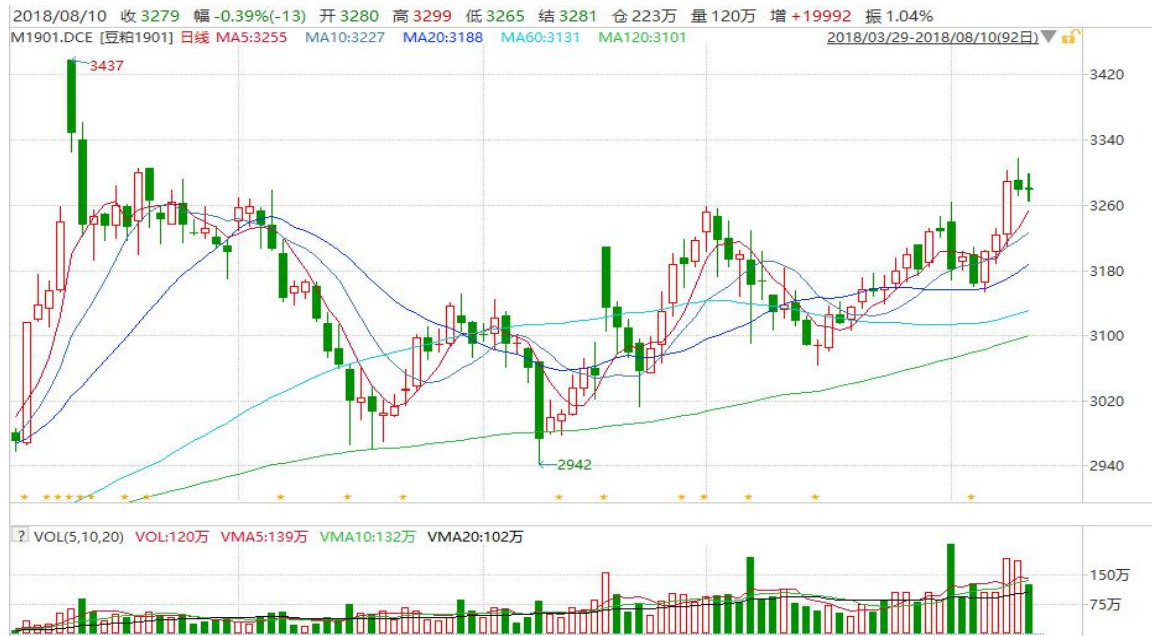 2018/08/10 收 3279 幅 -0.39%(-13) 开 3280 高 3299 低 3265 结 3281 仓 223万 量 120万 增 +19992 振 1.04%
M1901.DCE [豆粕1901] 日线 MA5:3255 MA10:3227 MA20:3188 MA60:3131 MA120:3101 2018/03/29-2018/08/10(92日)
3437
3420
3340
3260
3180
3100
3020
2940
2942
? VOL(5,10,20) VOL:120万 VMA5:139万 VMA10:132万 VMA20:102万
150万
75万